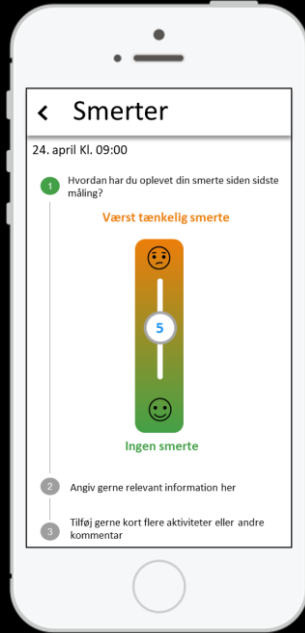 Smerter
24. april Kl. 09:00
1 Hvordan har du oplevet din smerte siden sidste
måling?
Værst tænkelig smerte
5
Ingen smerte
2 Angiv gerne relevant information her
3 Tilføj gerne kort flere aktiviteter eller andre
kommentar